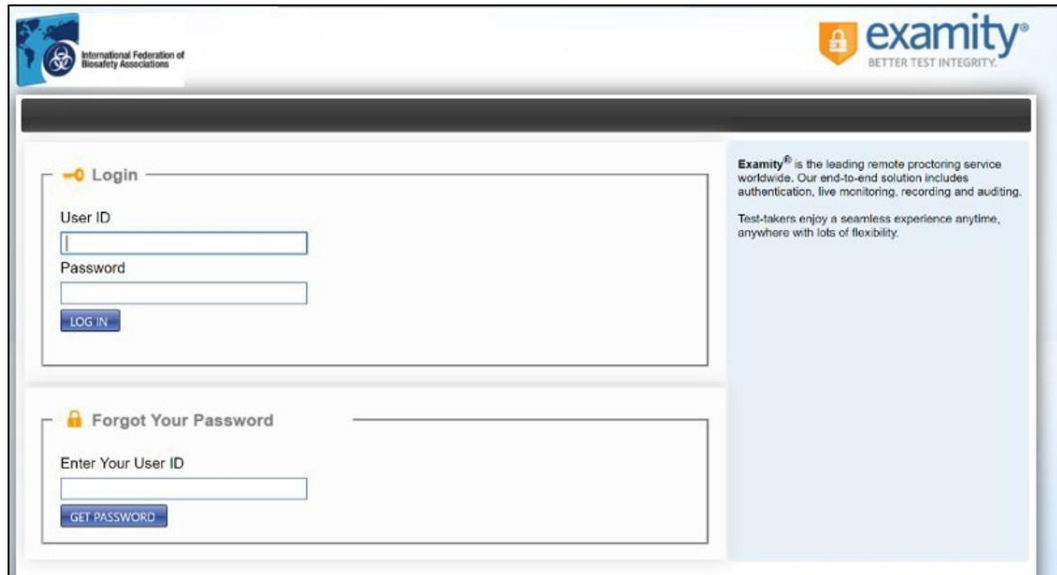 International Federation of
Biosafety Associations
examity®
BETTER TEST INTEGRITY.
Login
User ID
Password
LOG IN
Examity® is the leading remote proctoring service
worldwide. Our end-to-end solution includes
authentication, live monitoring, recording and auditing.
Test-takers enjoy a seamless experience anytime,
anywhere with lots of flexibility.
Forgot Your Password
Enter Your User ID
GET PASSWORD